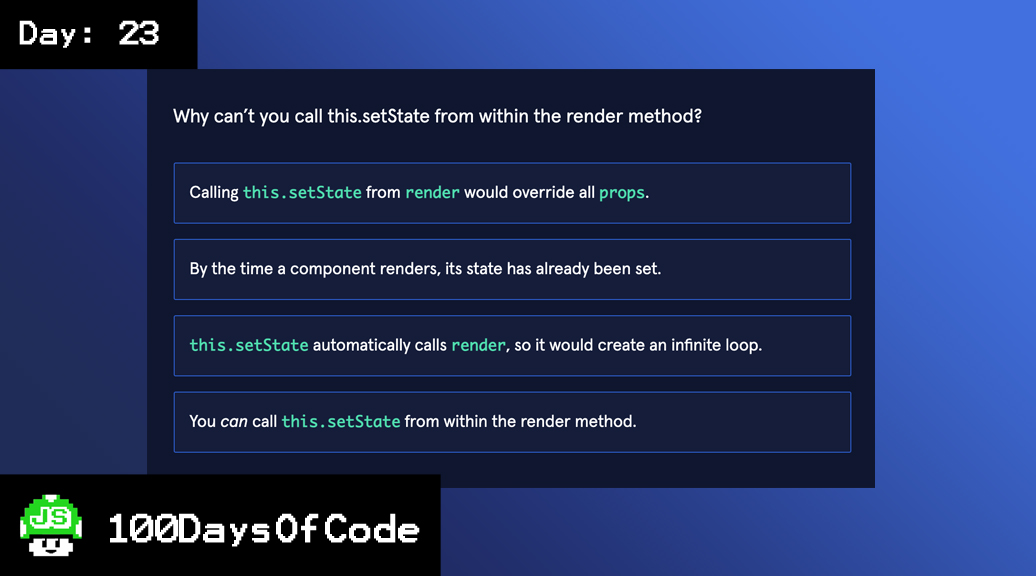 Day: 23
Why can’t you call this.setState from within the render method?
Calling this.setState from render would override all props.
By the time a component renders, its state has already been set.
this.setState automatically calls render, so it would create an infinite loop.
You can call this.setState from within the render method.
JS
100DaysOfCode